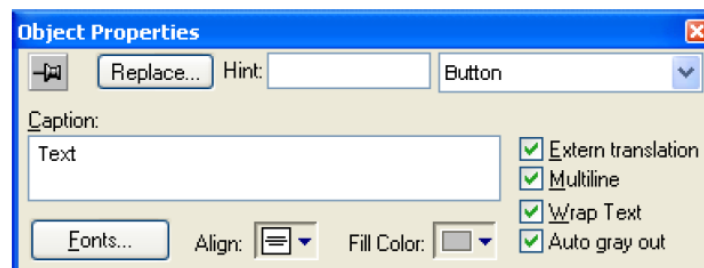 Object Properties
Replace... Hint: Button
Caption:
Text
Extern translation
Multiline
Wrap Text
Auto gray out
Fonts... Align: Fill Color: